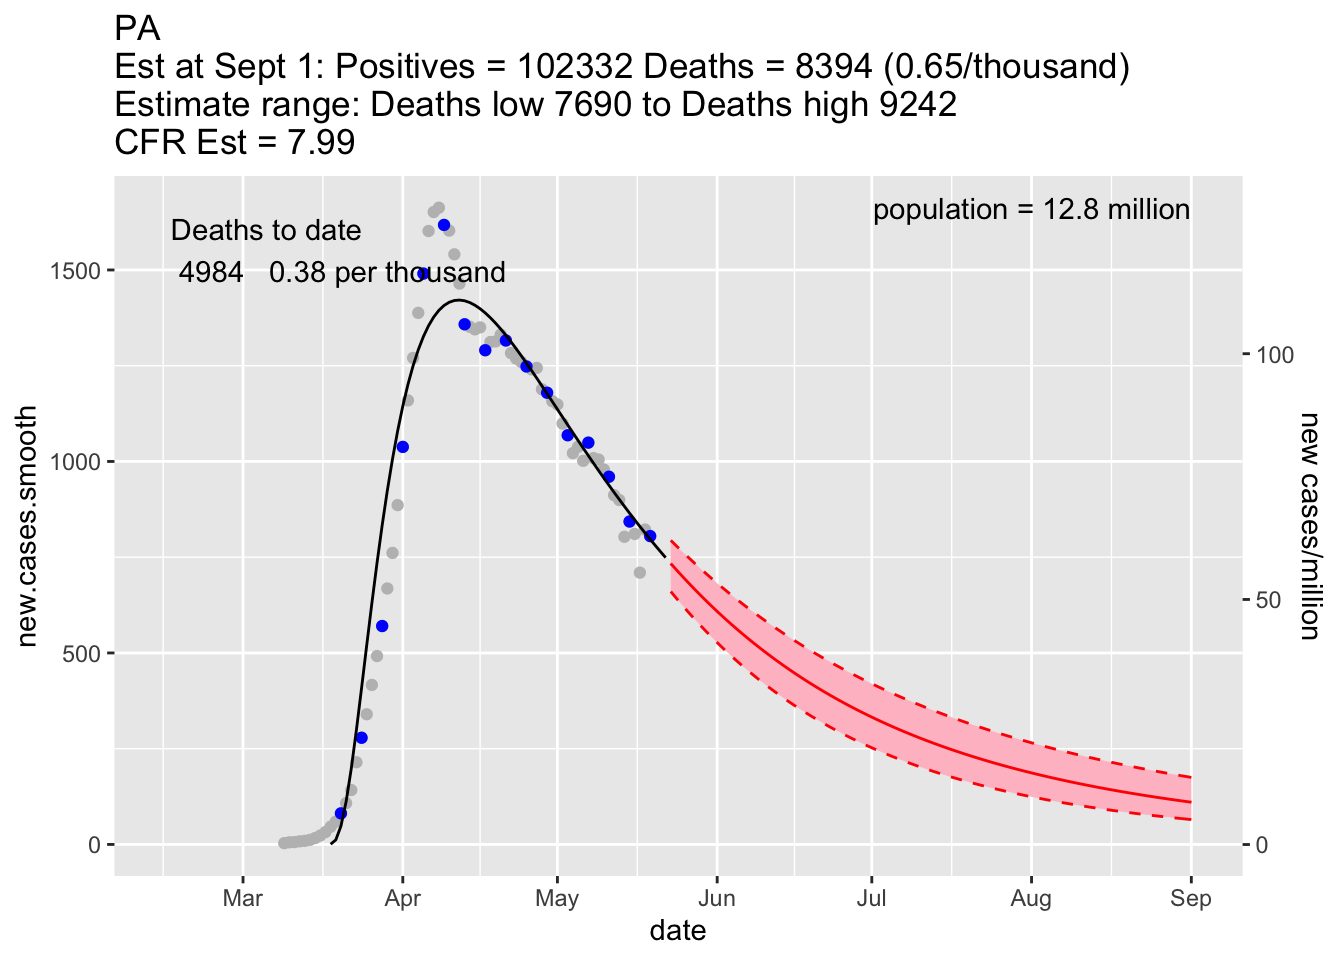 PA
Est at Sept 1: Positives = 102332 Deaths = 8394 (0.65/thousand)
Estimate range: Deaths low 7690 to Deaths high 9242
CFR Est = 7.99
population = 12.8 million
Deaths to date
4984 0.38 per thousand
1500
1000
500
0
new.cases.smooth
100
50
0
new cases/million
Mar
Apr
May
Jun
Jul
Aug
Sep
date